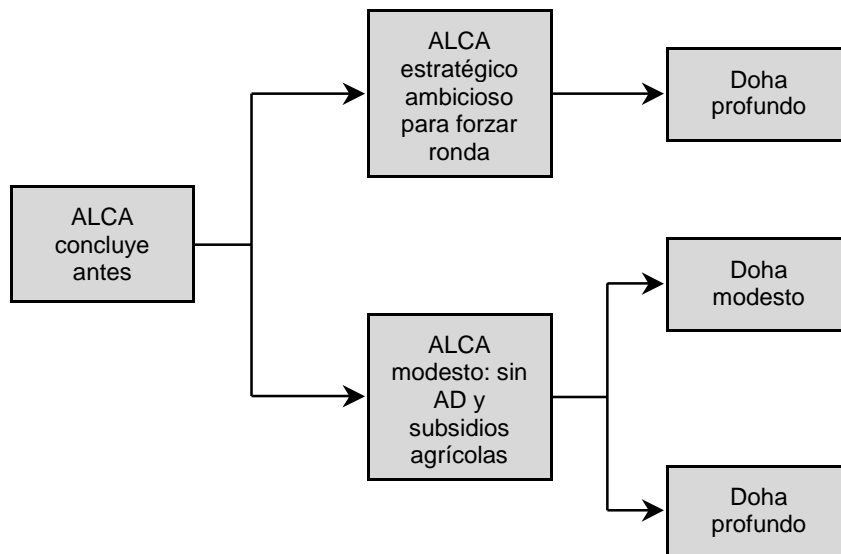 ALCA
estratégico
ambicioso
para forzar
ronda
Doha
profundo
ALCA
concluye
antes
Doha
modesto
ALCA
modesto: sin
AD y
subsidios
agrícolas
Doha
profundo